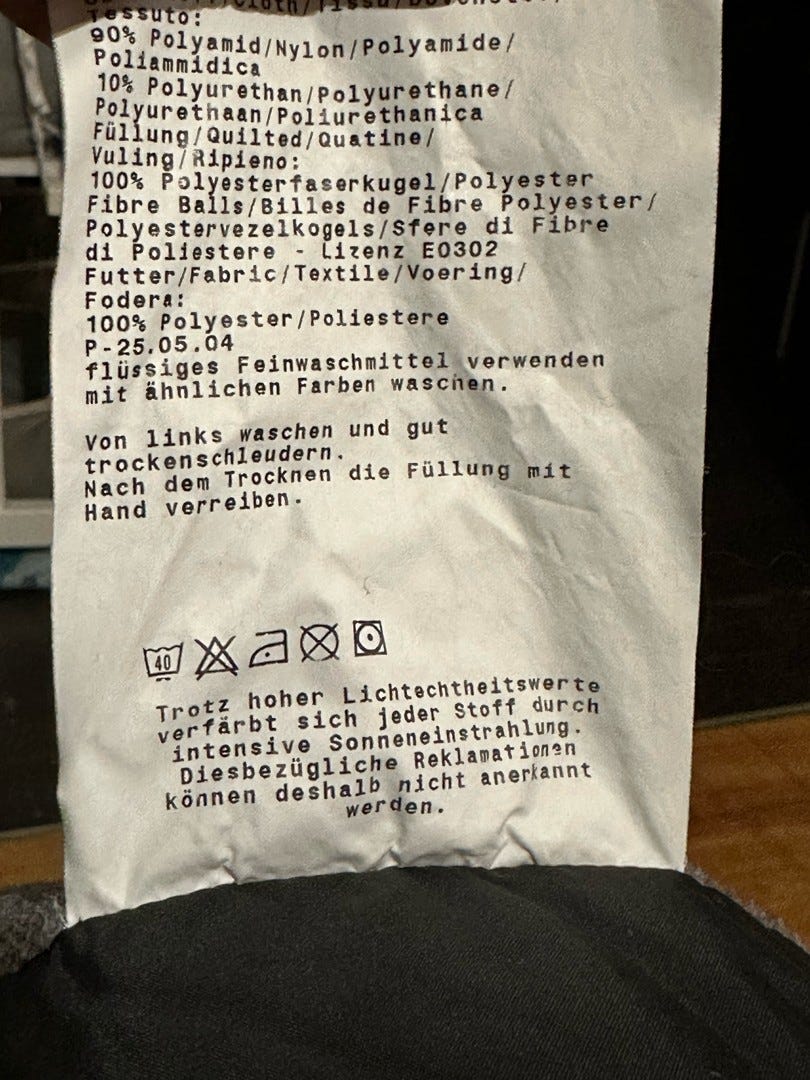 Tessuto:
90% Polyamid/Nylon/Polyamide/
Poliammidica
10% Polyurethan/Polyurethane/
Polyurethaan/Poliurethanica
Füllung/Quilted/Quatine/
Vuling/Ripieno:
100% Polyesterfaserkugel/Polyester
Fibre Balls/Billes de Fibre Polyester/
Polyestervezelkogels/Sfere di Fibre
di Poliestere - Lizenz E0302
Futter/Fabric/Textile/Voering/
Fodera:
100% Polyester/Poliestere
P-25.05.04
flüssiges Feinwaschmittel verwenden
mit ähnlichen Farben waschen.
Von links waschen und gut
trockenschleudern.
Nach dem Trocknen die Füllung mit
Hand verreiben.
40
Trotz hoher Lichtechtheitswerte
verfärbt sich jeder Stoff durch
intensive Sonneneinstrahlung.
Diesbezügliche Reklamationen
können deshalb nicht anerkannt
werden.